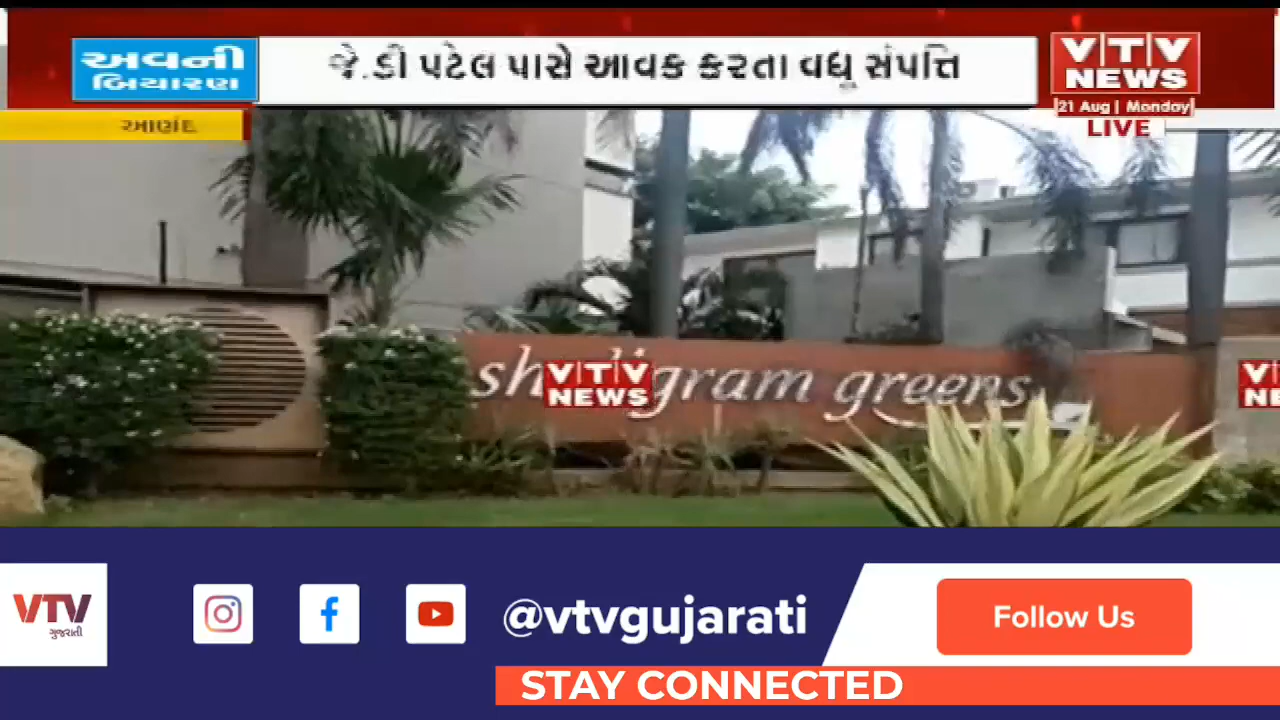 અવની
બિચારણ
જે.ડી પટેલ પાસે આવક કરતા વધુ સંપત્તિ
VTV
NEWS
21 Aug | Monday
LIVE
આણંદ
gram greens
VTV
NEWS
VTV
ગુજરાતી
@vtvgujarati
Follow Us
STAY CONNECTED